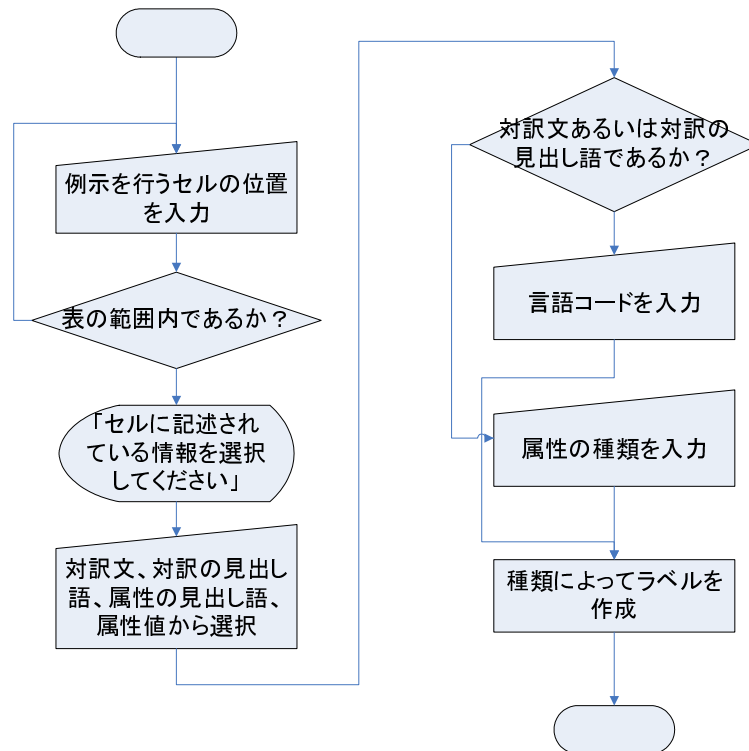 例示を行うセルの位置
を入力
表の範囲内であるか？
「セルに記述され
ている情報を選択
してください」
対訳文、対訳の見出し
語、属性の見出し語、
属性値から選択
対訳文あるいは対訳の
見出し語であるか？
言語コードを入力
属性の種類を入力
種類によってラベルを
作成